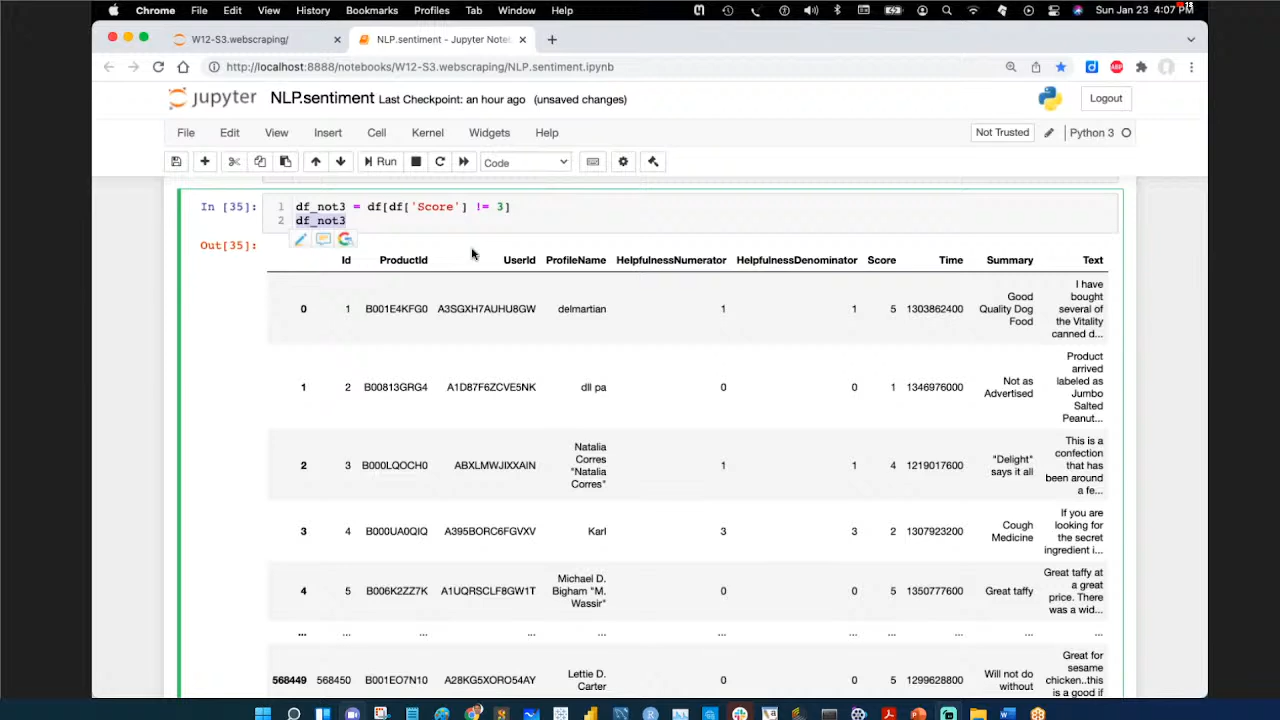 Chrome File Edit View History Bookmarks Profiles Tab Window Help Sun Jan 23 4:07 PM
W12-S3.webscraping/ NLP.sentiment - Jupyter Note
http://localhost:8888/notebooks/W12-S3.webscraping/NLP.sentiment.ipynb
jupyter NLP.sentiment Last Checkpoint: an hour ago (unsaved changes) Logout
File Edit View Insert Cell Kernel Widgets Help Not Trusted Python 3
Run Code
In [35]: 1 df_not3 = df[df['Score'] != 3]
2 df_not3
Out[35]:
Id ProductId UserId ProfileName HelpfulnessNumerator HelpfulnessDenominator Score Time Summary Text
0 1 B001E4KFG0 A3SGXH7AUHU8GW delmartian 1 1 5 1303862400 Good Quality Dog Food I have bought several of the Vitality canned d...
1 2 B00813GRG4 A1D87F6ZCVE5NK dll pa 0 0 1 1346976000 Not as Advertised Product arrived labeled as Jumbo Salted Peanut...
2 3 B000LQOCH0 ABXLMWJIXXAIN Natalia Corres "Natalia Corres" 1 1 4 1219017600 "Delight" says it all This is a confection that has been around a fe...
3 4 B000UA0QIQ A395BORC6FGVXV Karl 3 3 2 1307923200 Cough Medicine If you are looking for the secret ingredient i...
4 5 B006K2ZZ7K A1UQRSCLF8GW1T Michael D. Bigham "M. Wassir" 0 0 5 1350777600 Great taffy Great taffy at a great price. There was a wid...
... ... ... ... ... ... ... ... ... ... ...
568449 568450 B001EO7N10 A28KG5XORO54AY Lettie D. Carter 0 0 5 1299628800 Will not do without Great for sesame chicken..this is a good if